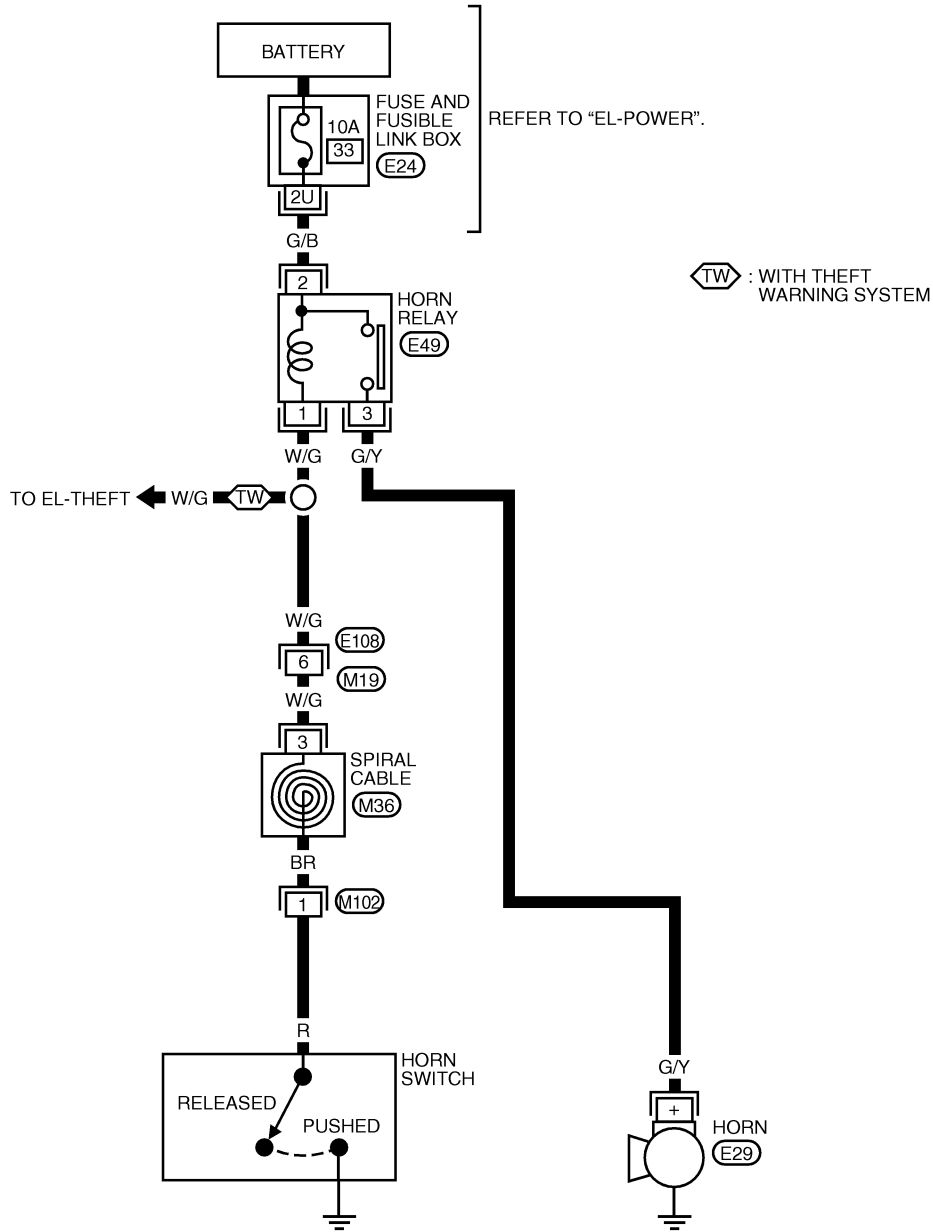 BATTERY
FUSE AND
FUSIBLE
LINK BOX
10A
33
E24
REFER TO “EL-POWER”.
2U
G/B
2
HORN
RELAY
E49
TW : WITH THEFT
WARNING SYSTEM
1
3
W/G
G/Y
TO EL-THEFT
W/G
TW
W/G
E108
6
M19
W/G
3
SPIRAL
CABLE
M36
BR
1
M102
R
HORN
SWITCH
RELEASED
PUSHED
G/Y
+
HORN
E29